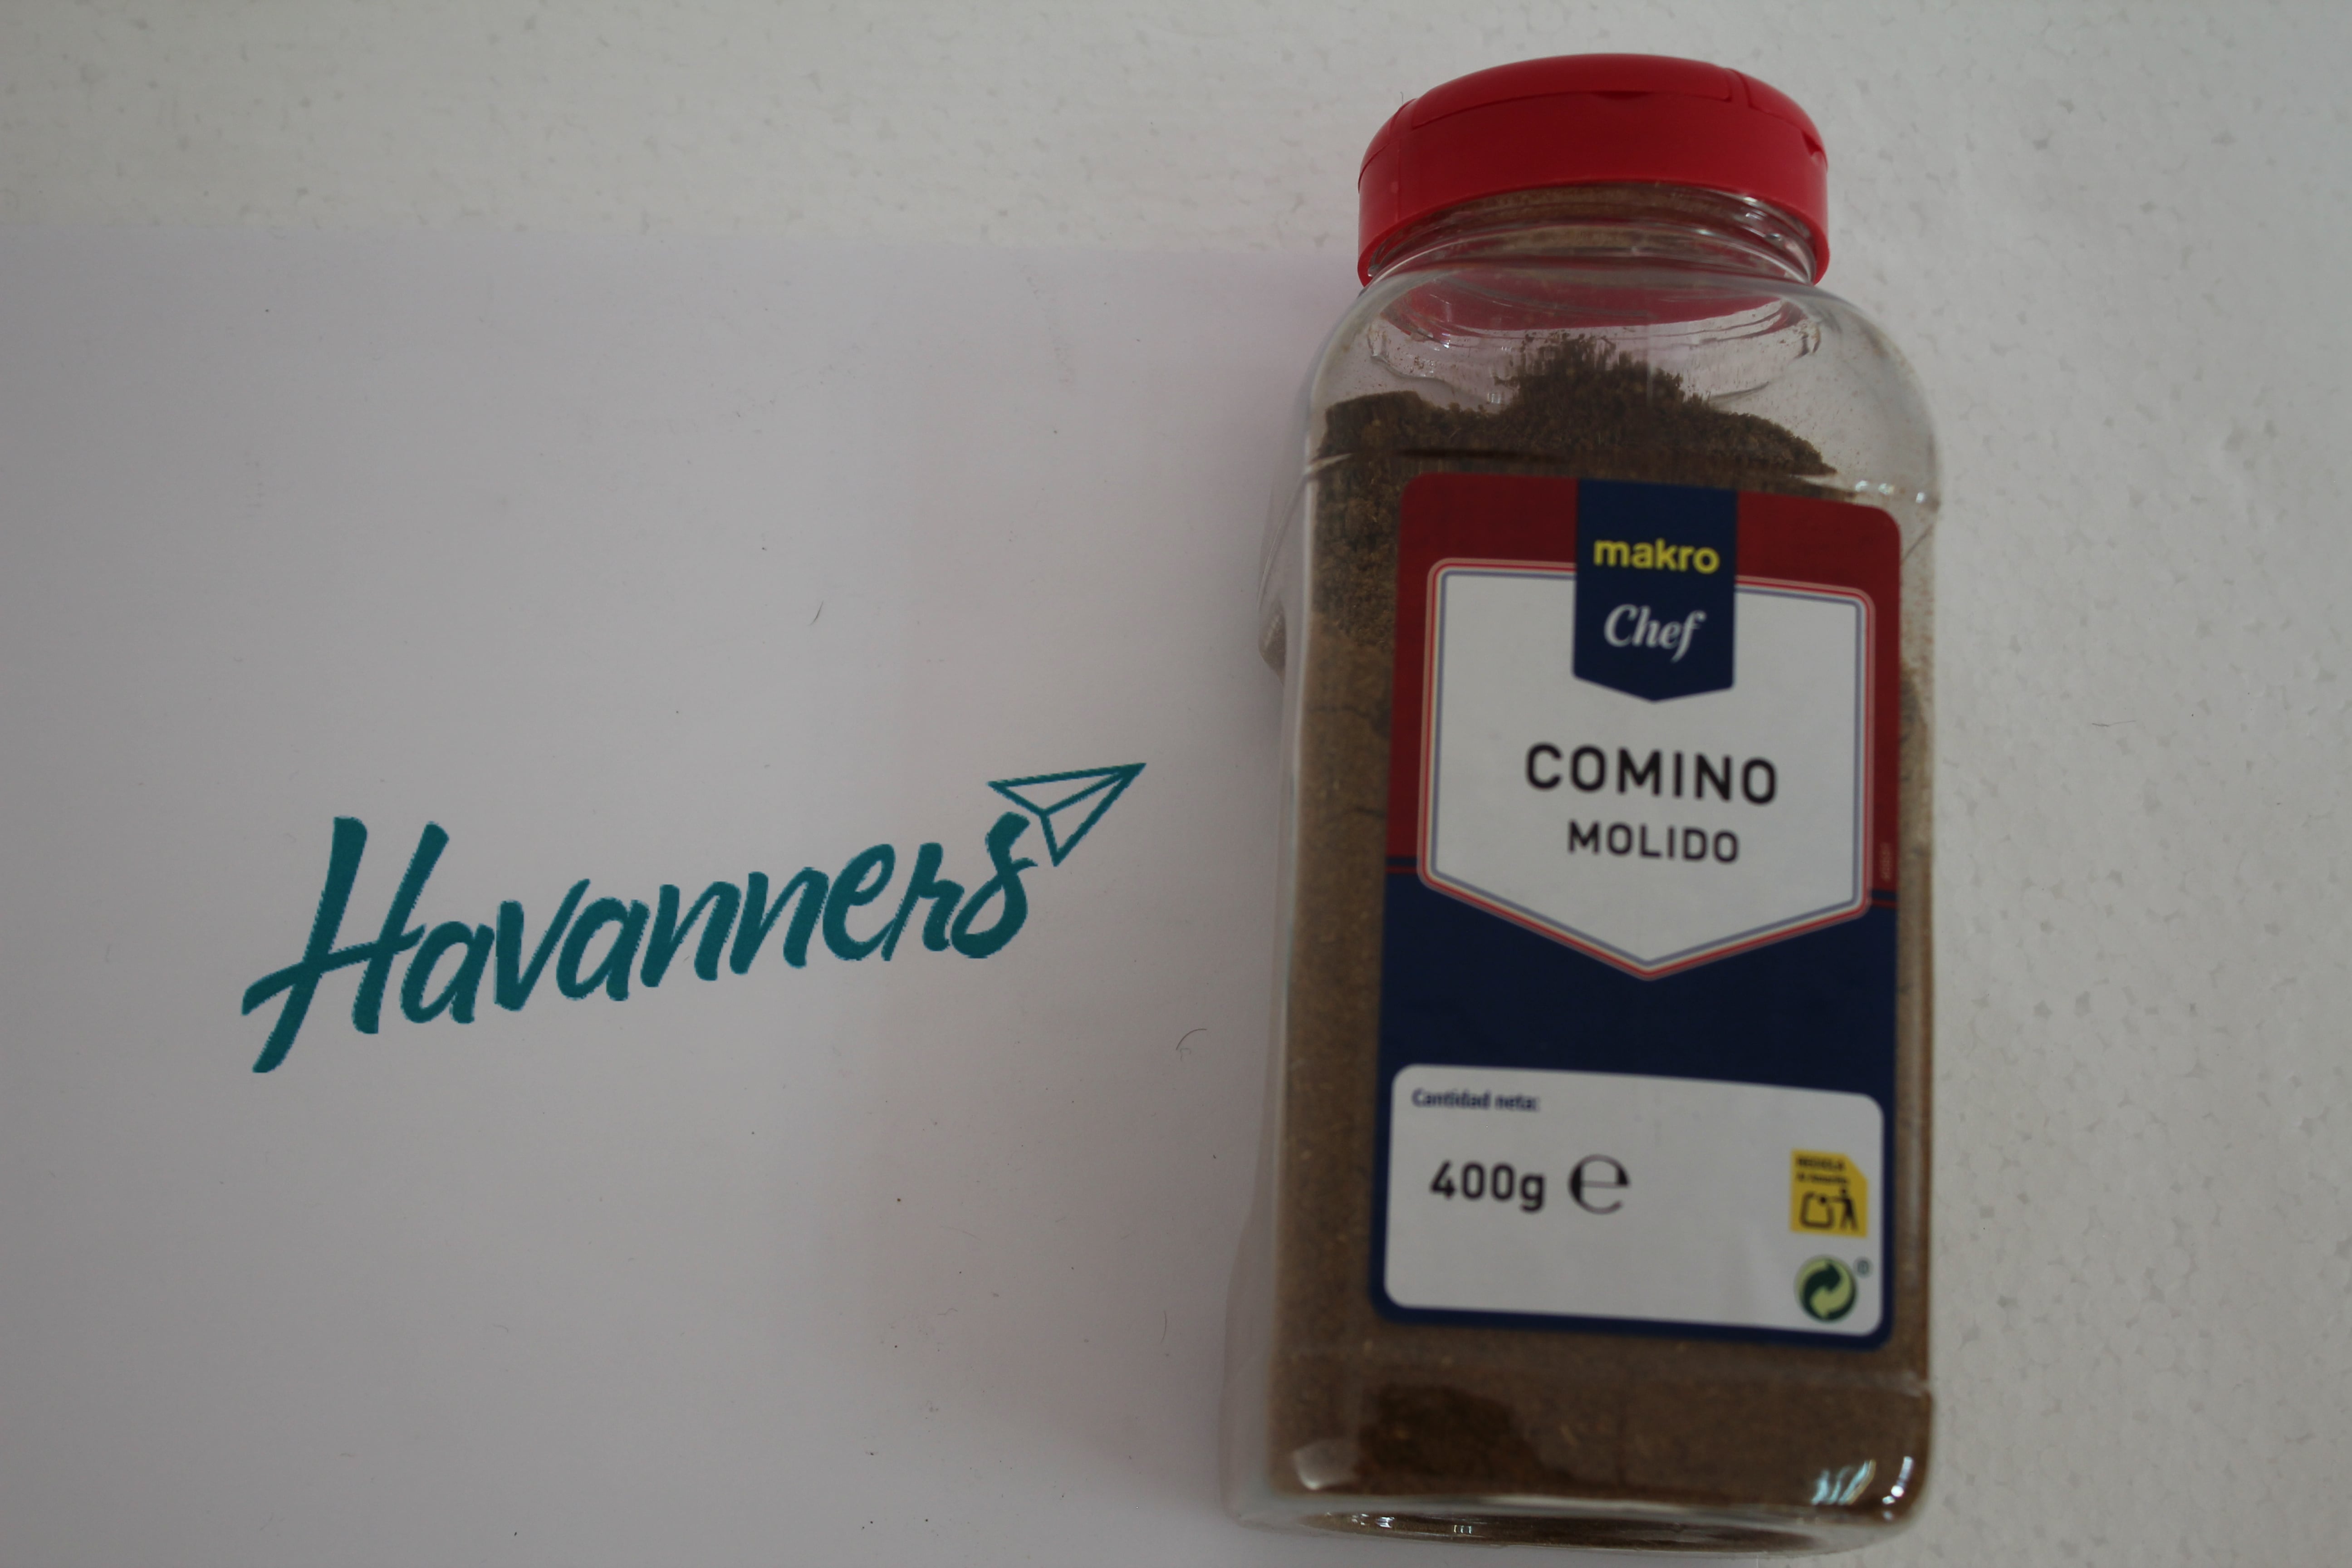 Havanners
makro
Chef
COMINO
MOLIDO
Cantidad neta:
400g ℮